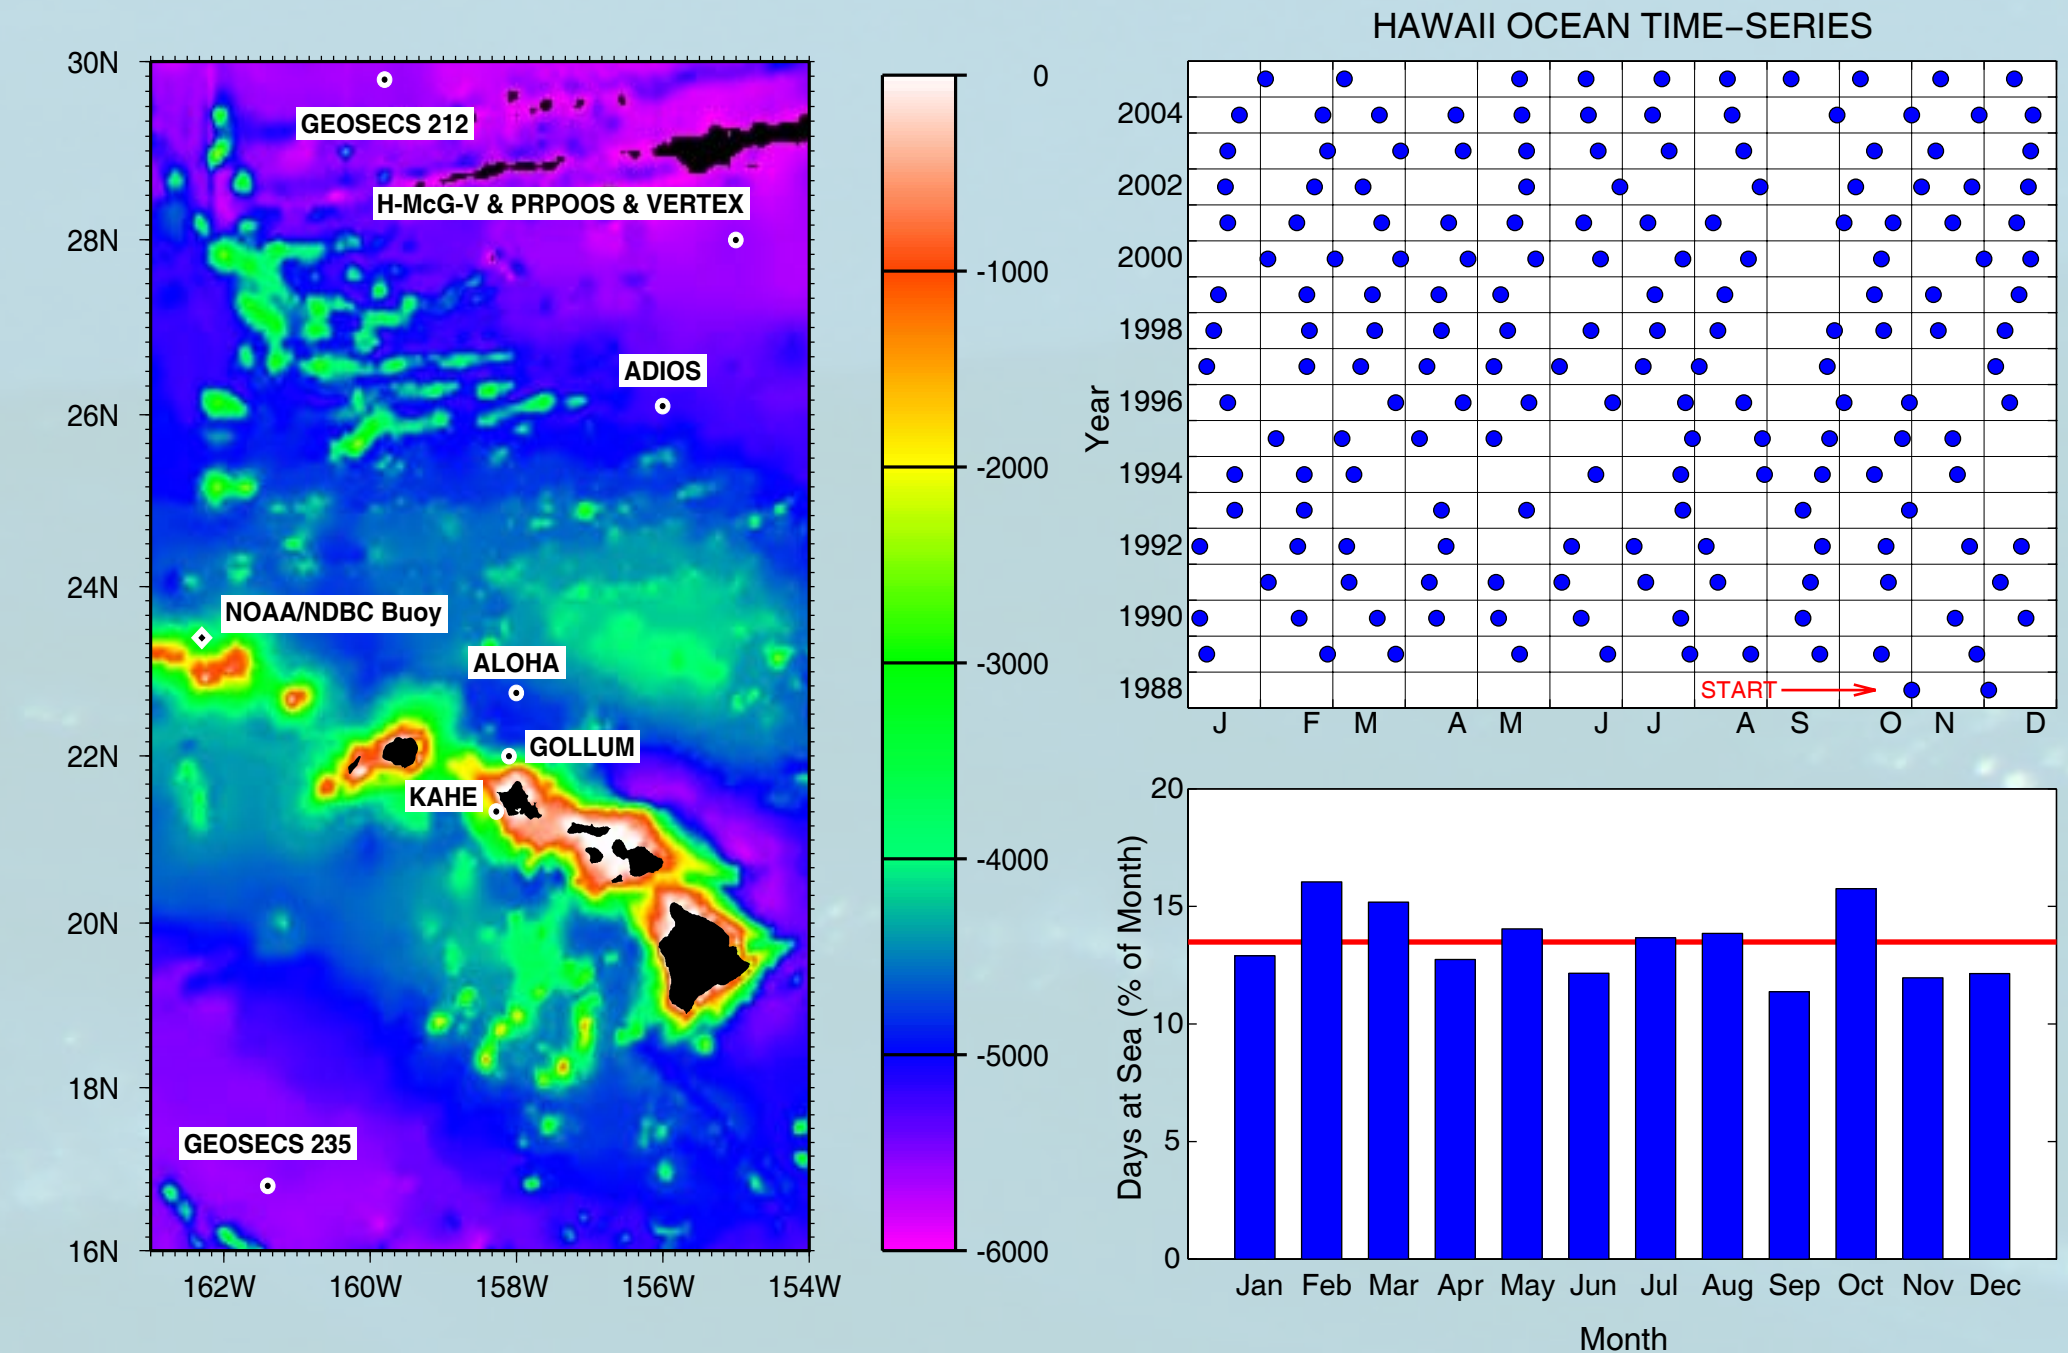 30N
28N
26N
24N
22N
20N
18N
16N
162W 160W 158W 156W 154W
GEOSECS 212
H-McG-V & PRPOOS & VERTEX
ADIOS
NOAA/NDBC Buoy
ALOHA
GOLLUM
KAHE
GEOSECS 235
0
-1000
-2000
-3000
-4000
-5000
-6000
HAWAII OCEAN TIME−SERIES
Year
2004
2002
2000
1998
1996
1994
1992
1990
1988
START
J F M A M J J A S O N D
Days at Sea (% of Month)
20
15
10
5
0
Jan Feb Mar Apr May Jun Jul Aug Sep Oct Nov Dec
Month